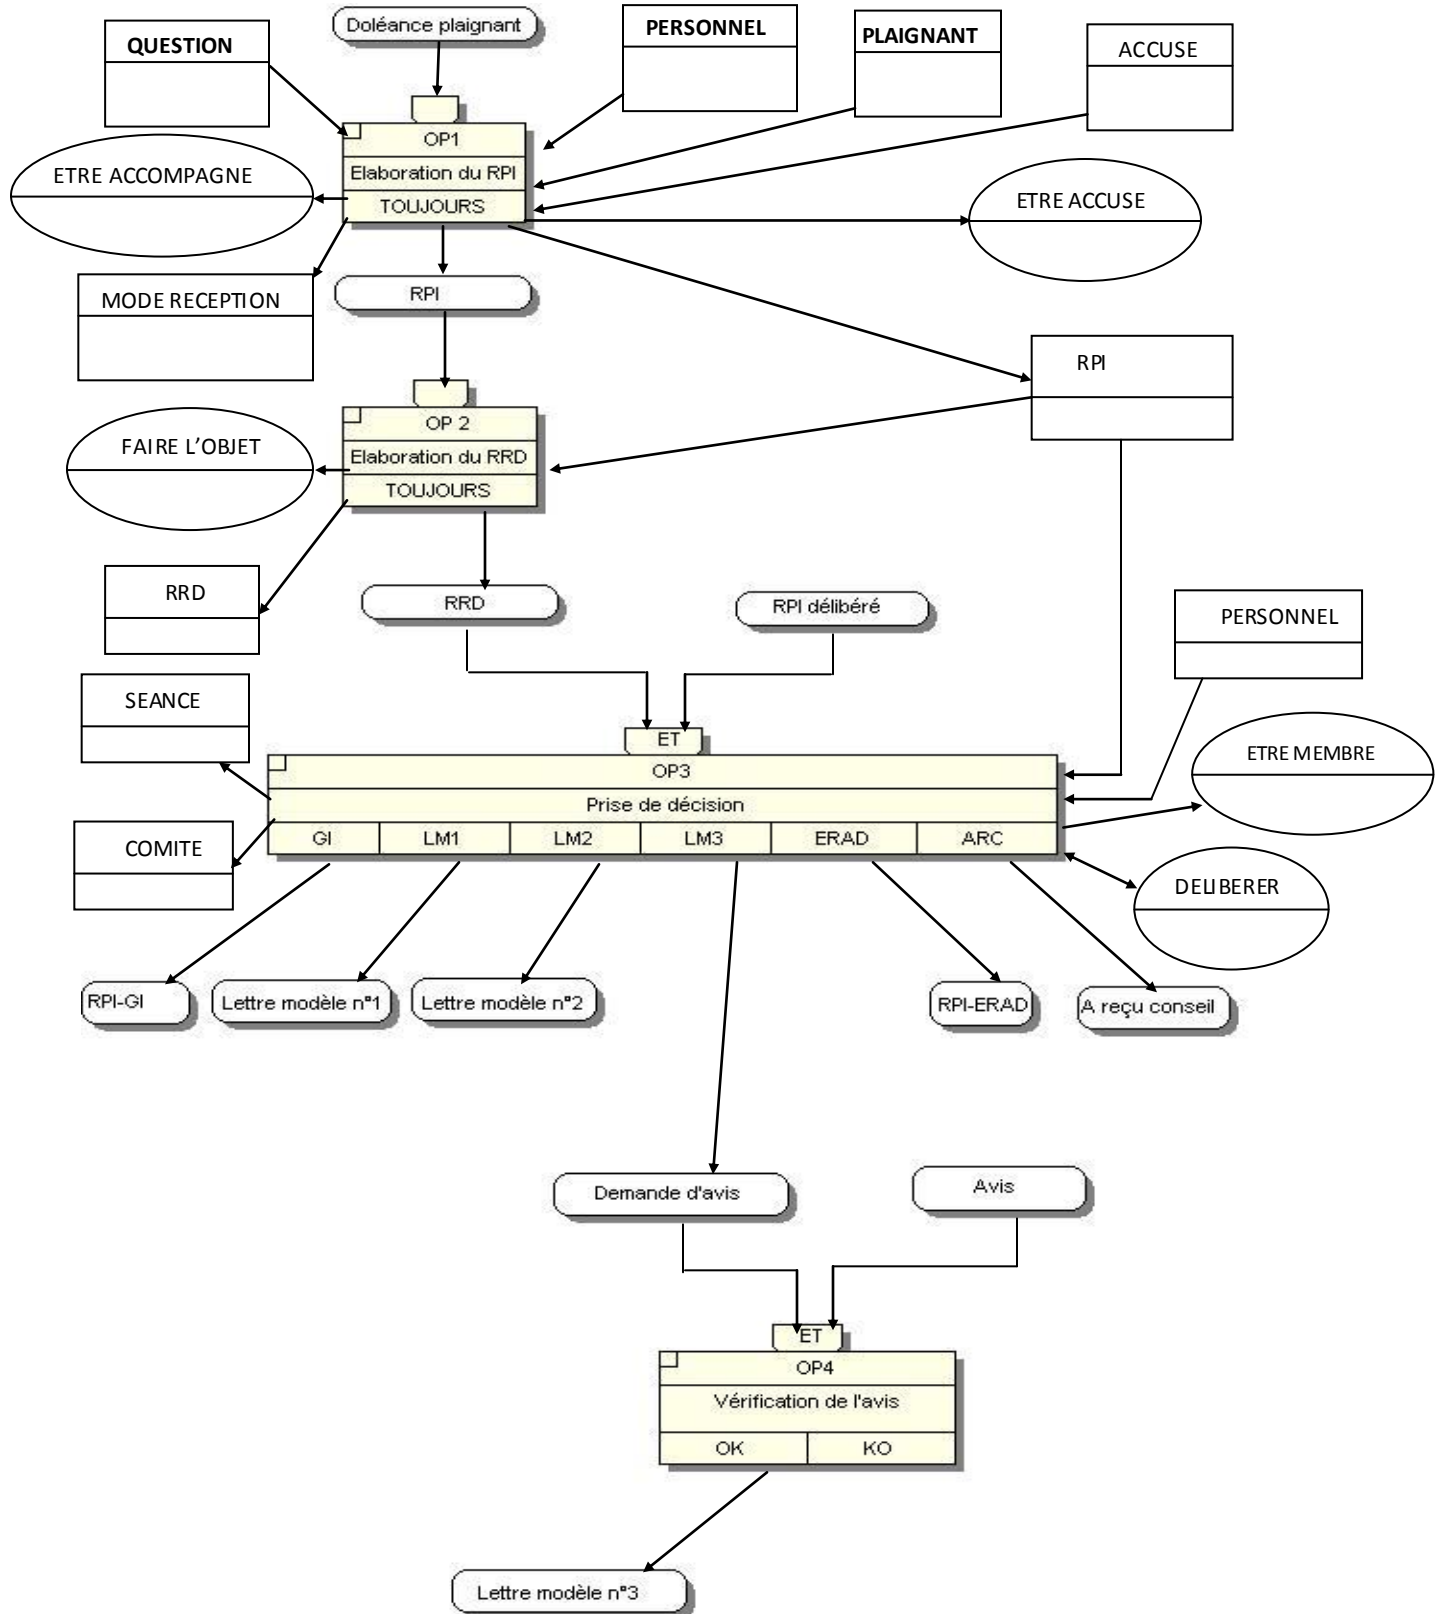 Doléance plaignant
QUESTION
PERSONNEL
PLAIGNANT
ACCUSE
OP1
Elaboration du RPI
TOUJOURS
ETRE ACCOMPAGNE
ETRE ACCUSE
MODE RECEPTION
RPI
RPI
OP 2
Elaboration du RRD
TOUJOURS
FAIRE L'OBJET
RRD
RRD
RPI délibéré
PERSONNEL
SEANCE
ET
OP3
Prise de décision
GI LM1 LM2 LM3 ERAD ARC
ETRE MEMBRE
COMITE
DELIBERER
RPI-GI
Lettre modèle n°1
Lettre modèle n°2
RPI-ERAD
A reçu conseil
Demande d'avis
Avis
ET
OP4
Vérification de l'avis
OK KO
Lettre modèle n°3